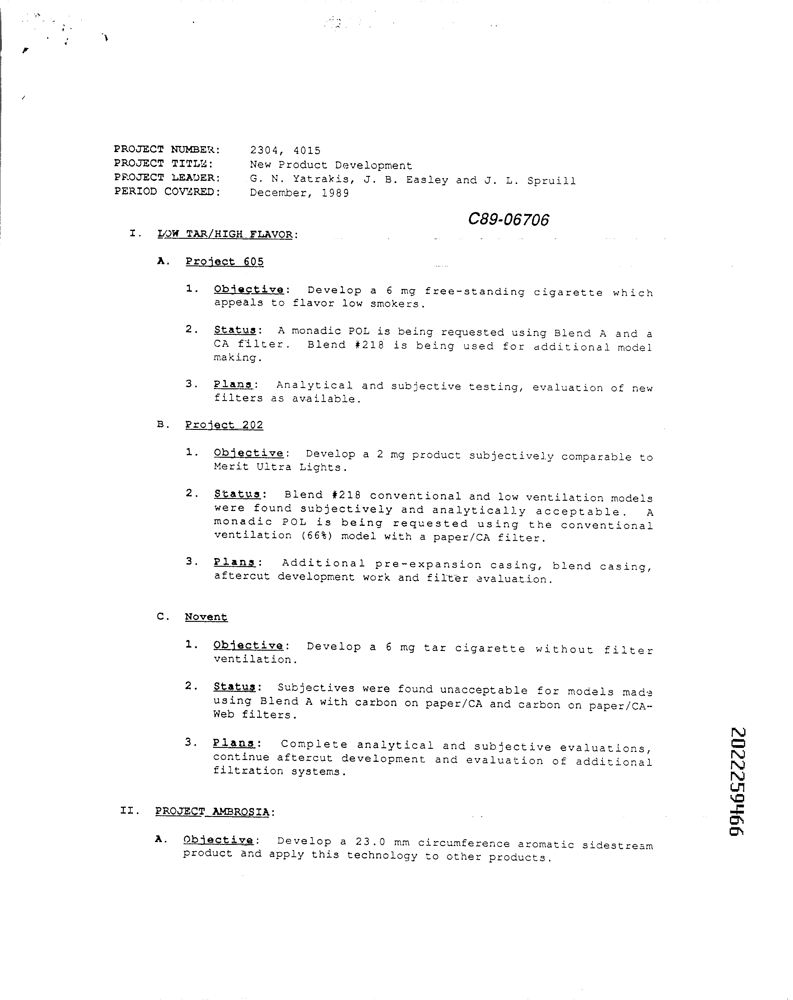 PROJECT NUMBER: 2304, 4015
PROJECT TITLE: New Product Development
PROJECT LEADER: G. N. Yatrakis, J. B. Easley and J. L. Spruill
PERIOD COVERED: December, 1989
C89-06706
I. LOW TAR/HIGH FLAVOR:
A. Project 605
1. Objective: Develop a 6 mg free-standing cigarette which
appeals to flavor low smokers.
2. Status: A monadic POL is being requested using Blend A and a
CA filter. Blend #218 is being used for additional model
making.
3. Plans: Analytical and subjective testing, evaluation of new
filters as available.
B. Project 202
1. Objective: Develop a 2 mg product subjectively comparable to
Merit Ultra Lights.
2. Status: Blend #218 conventional and low ventilation models
were found subjectively and analytically acceptable. A
monadic POL is being requested using the conventional
ventilation (66%) model with a paper/CA filter.
3. Plans: Additional pre-expansion casing, blend casing,
aftercut development work and filter evaluation.
C. Novent
1. Objective: Develop a 6 mg tar cigarette without filter
ventilation.
2. Status: Subjectives were found unacceptable for models made
using Blend A with carbon on paper/CA and carbon on paper/CA-
Web filters.
3. Plans: Complete analytical and subjective evaluations,
continue aftercut development and evaluation of additional
filtration systems.
II. PROJECT AMBROSIA:
A. Objective: Develop a 23.0 mm circumference aromatic sidestream
product and apply this technology to other products.
2022259466